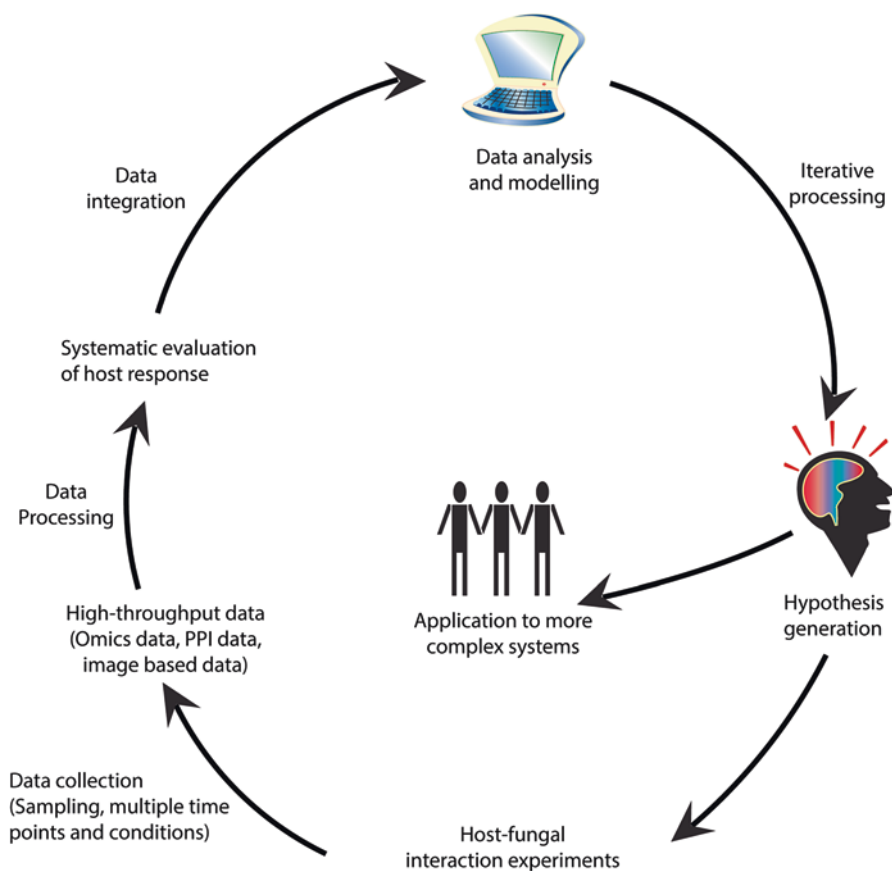 Data analysis
and modelling
Iterative
processing
Hypothesis
generation
Application to more
complex systems
Host-fungal
interaction experiments
Data collection
(Sampling, multiple time
points and conditions)
High-throughput data
(Omics data, PPI data,
image based data)
Data
Processing
Systematic evaluation
of host response
Data
integration